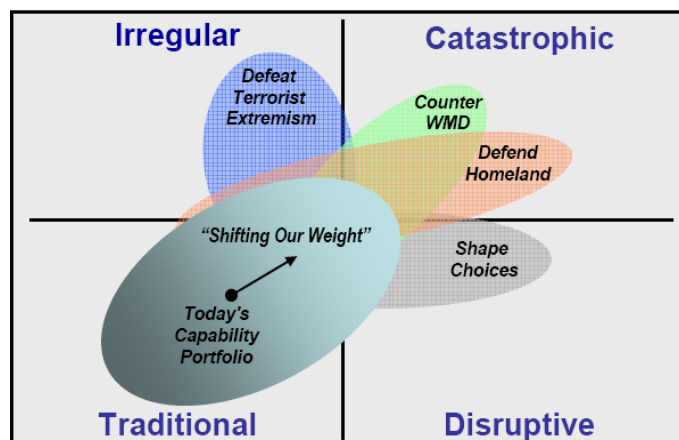 Irregular
Catastrophic
Defeat
Terrorist
Extremism
Counter
WMD
Defend
Homeland
“Shifting Our Weight”
Shape
Choices
Today's
Capability
Portfolio
Traditional
Disruptive